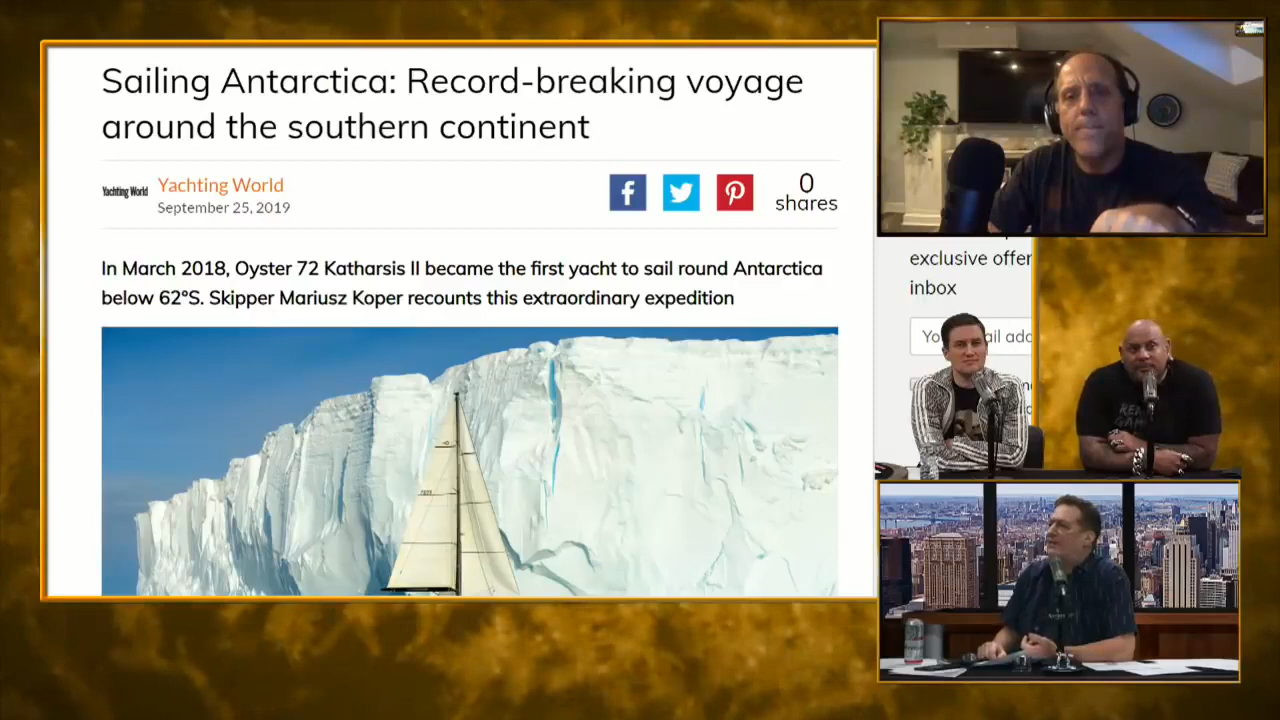 Sailing Antarctica: Record-breaking voyage
around the southern continent
Yachting World
Yachting World
September 25, 2019
0
shares
In March 2018, Oyster 72 Katharsis II became the first yacht to sail round Antarctica
below 62°S. Skipper Mariusz Koper recounts this extraordinary expedition
exclusive offer
inbox